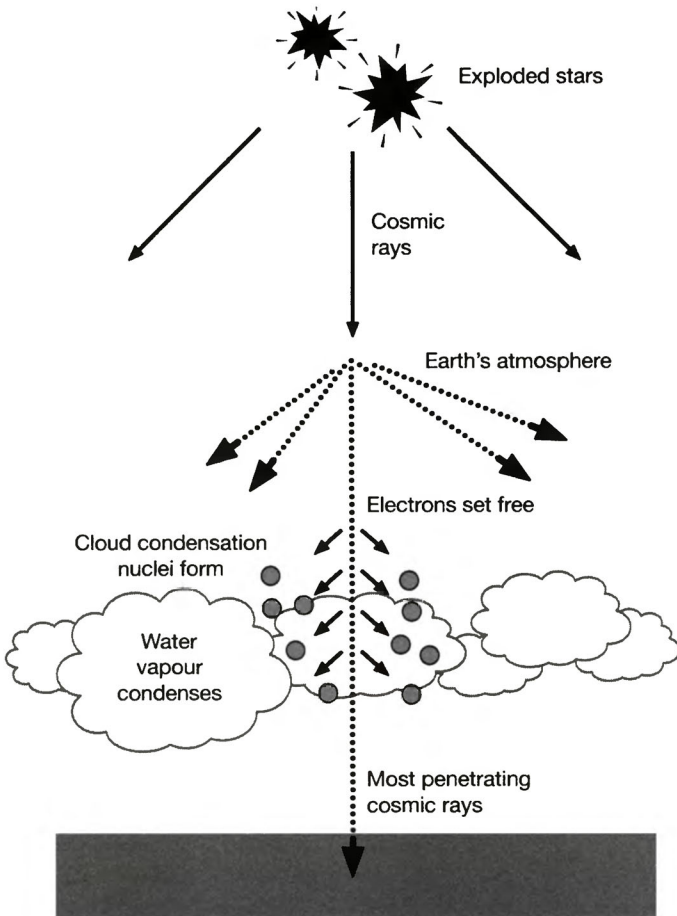 Exploded stars
Cosmic
rays
Earth's atmosphere
Electrons set free
Cloud condensation
nuclei form
Water
vapour
condenses
Most penetrating
cosmic rays